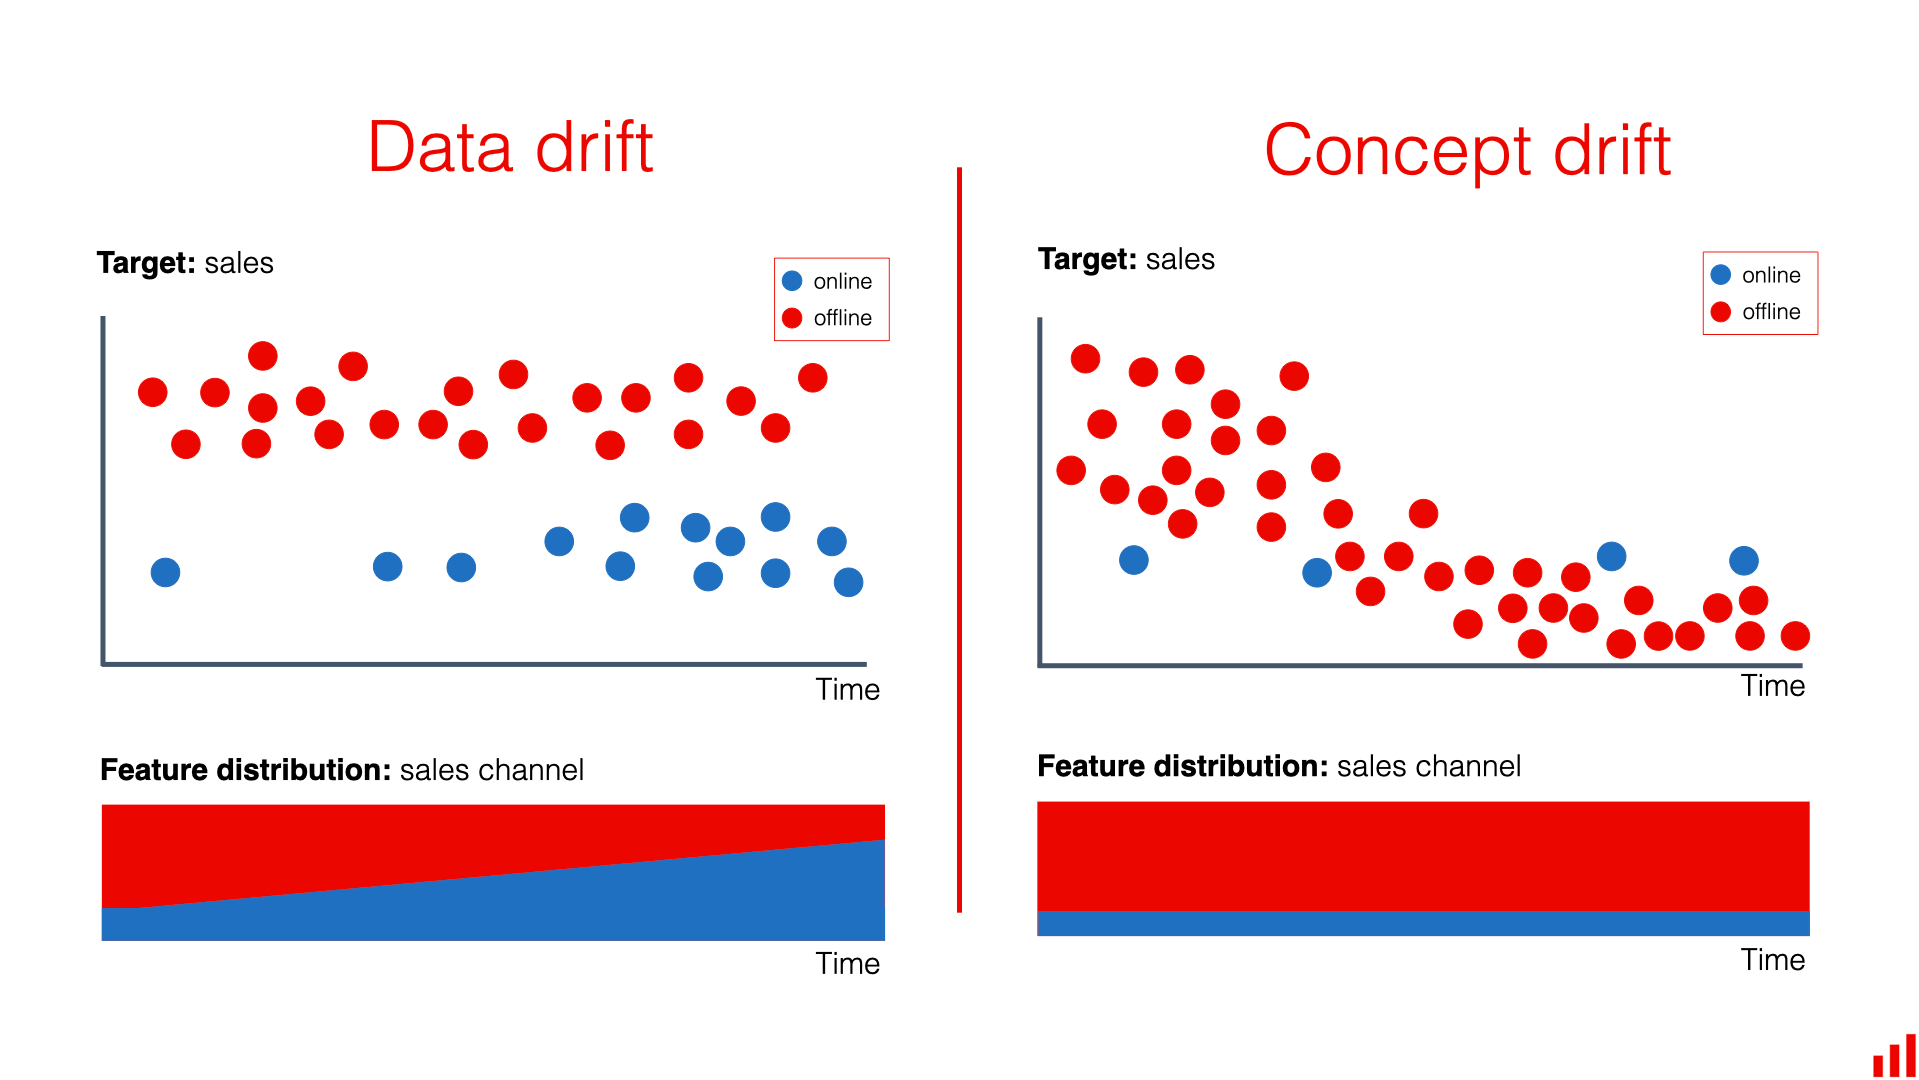 Data drift
Target: sales
online
offline
Time
Feature distribution: sales channel
Time
Concept drift
Target: sales
online
offline
Time
Feature distribution: sales channel
Time